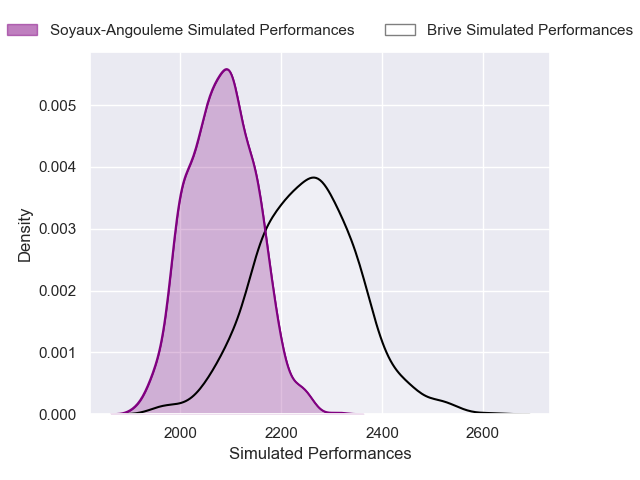 Soyaux-Angouleme Simulated Performances
Brive Simulated Performances
0.005
0.004
0.003
0.002
0.001
0.000
Density
2000
2200
2400
2600
Simulated Performances